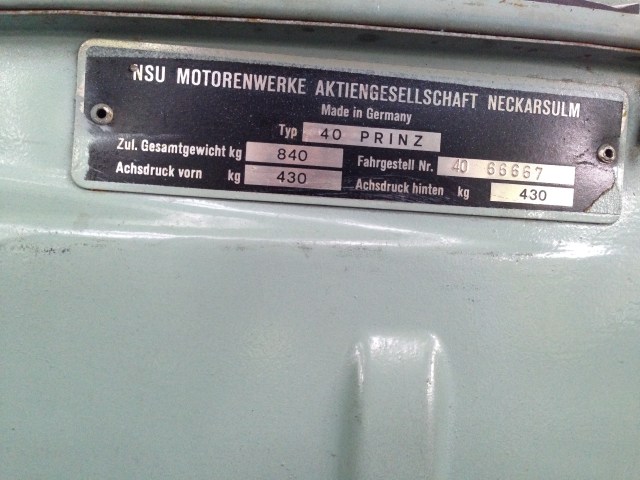 NSU MOTORENWERKE AKTIENGESELLSCHAFT NECKARSULM
Made in Germany
Typ 40 PRINZ
Zul. Gesamtgewicht kg 840 Fahrgestell Nr. 40 66667
Achsdruck vorn kg 430 Achsdruck hinten kg 430